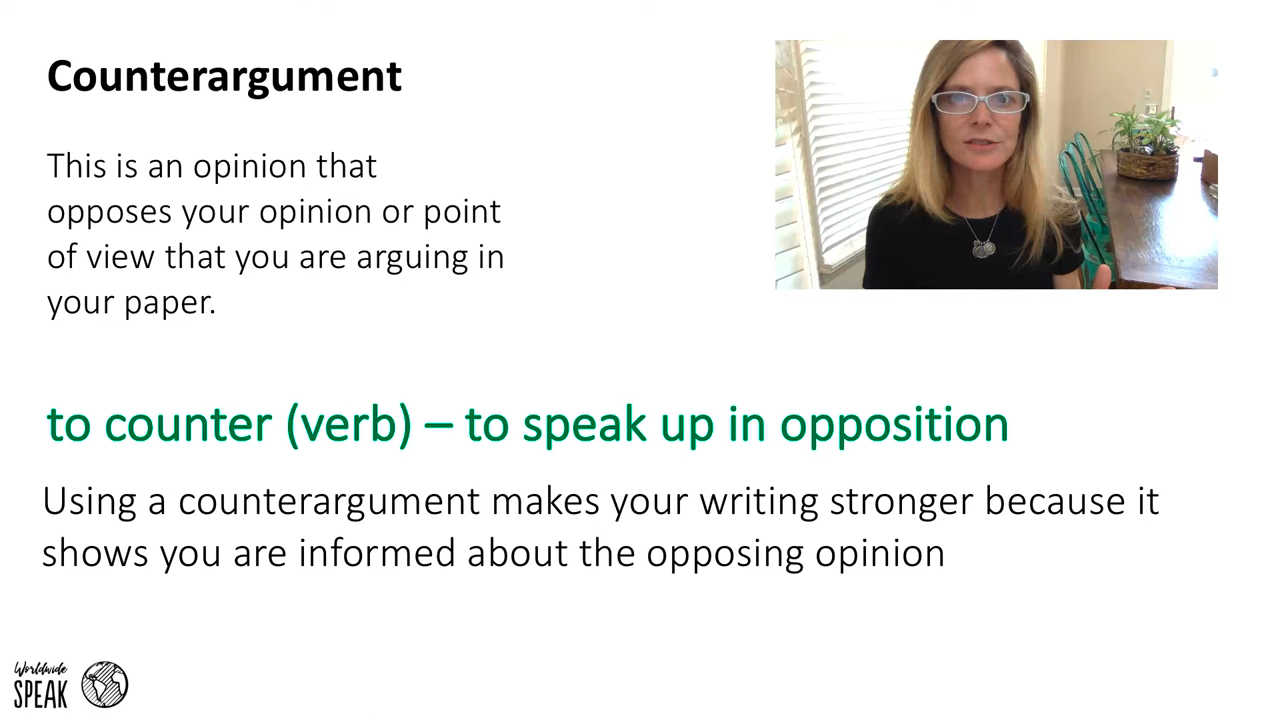 Counterargument
This is an opinion that
opposes your opinion or point
of view that you are arguing in
your paper.
to counter (verb) – to speak up in opposition
Using a counterargument makes your writing stronger because it
shows you are informed about the opposing opinion
Worldwide
SPEAK